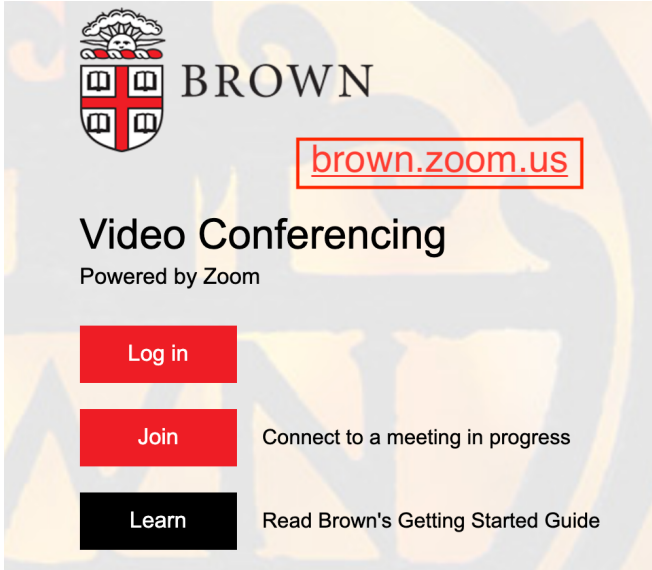 BROWN
brown.zoom.us
Video Conferencing
Powered by Zoom
Log in
Join Connect to a meeting in progress
Learn Read Brown's Getting Started Guide